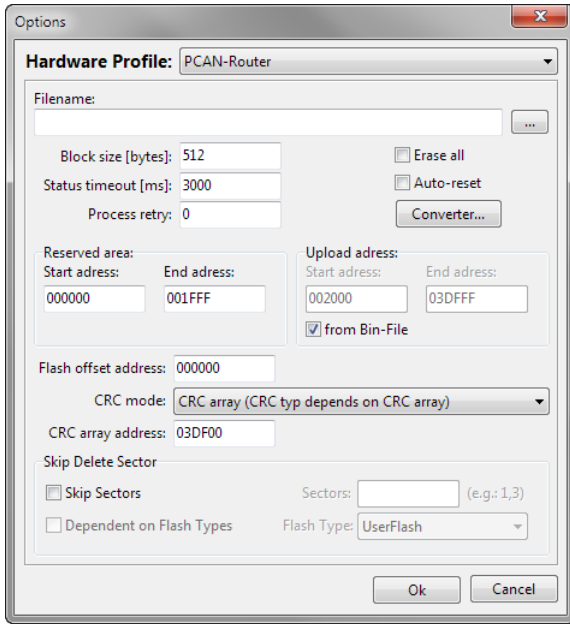 Options
Hardware Profile: PCAN-Router
Filename:
...
Block size [bytes]: 512
Erase all
Status timeout [ms]: 3000
Auto-reset
Process retry: 0
Converter...
Reserved area:
Upload adress:
Start adress: End adress:
Start adress: End adress:
000000 001FFF
002000 03DFFF
from Bin-File
Flash offset address: 000000
CRC mode: CRC array (CRC typ depends on CRC array)
CRC array address: 03DF00
Skip Delete Sector
Skip Sectors
Sectors: (e.g.: 1,3)
Dependent on Flash Types
Flash Type: UserFlash
Ok Cancel